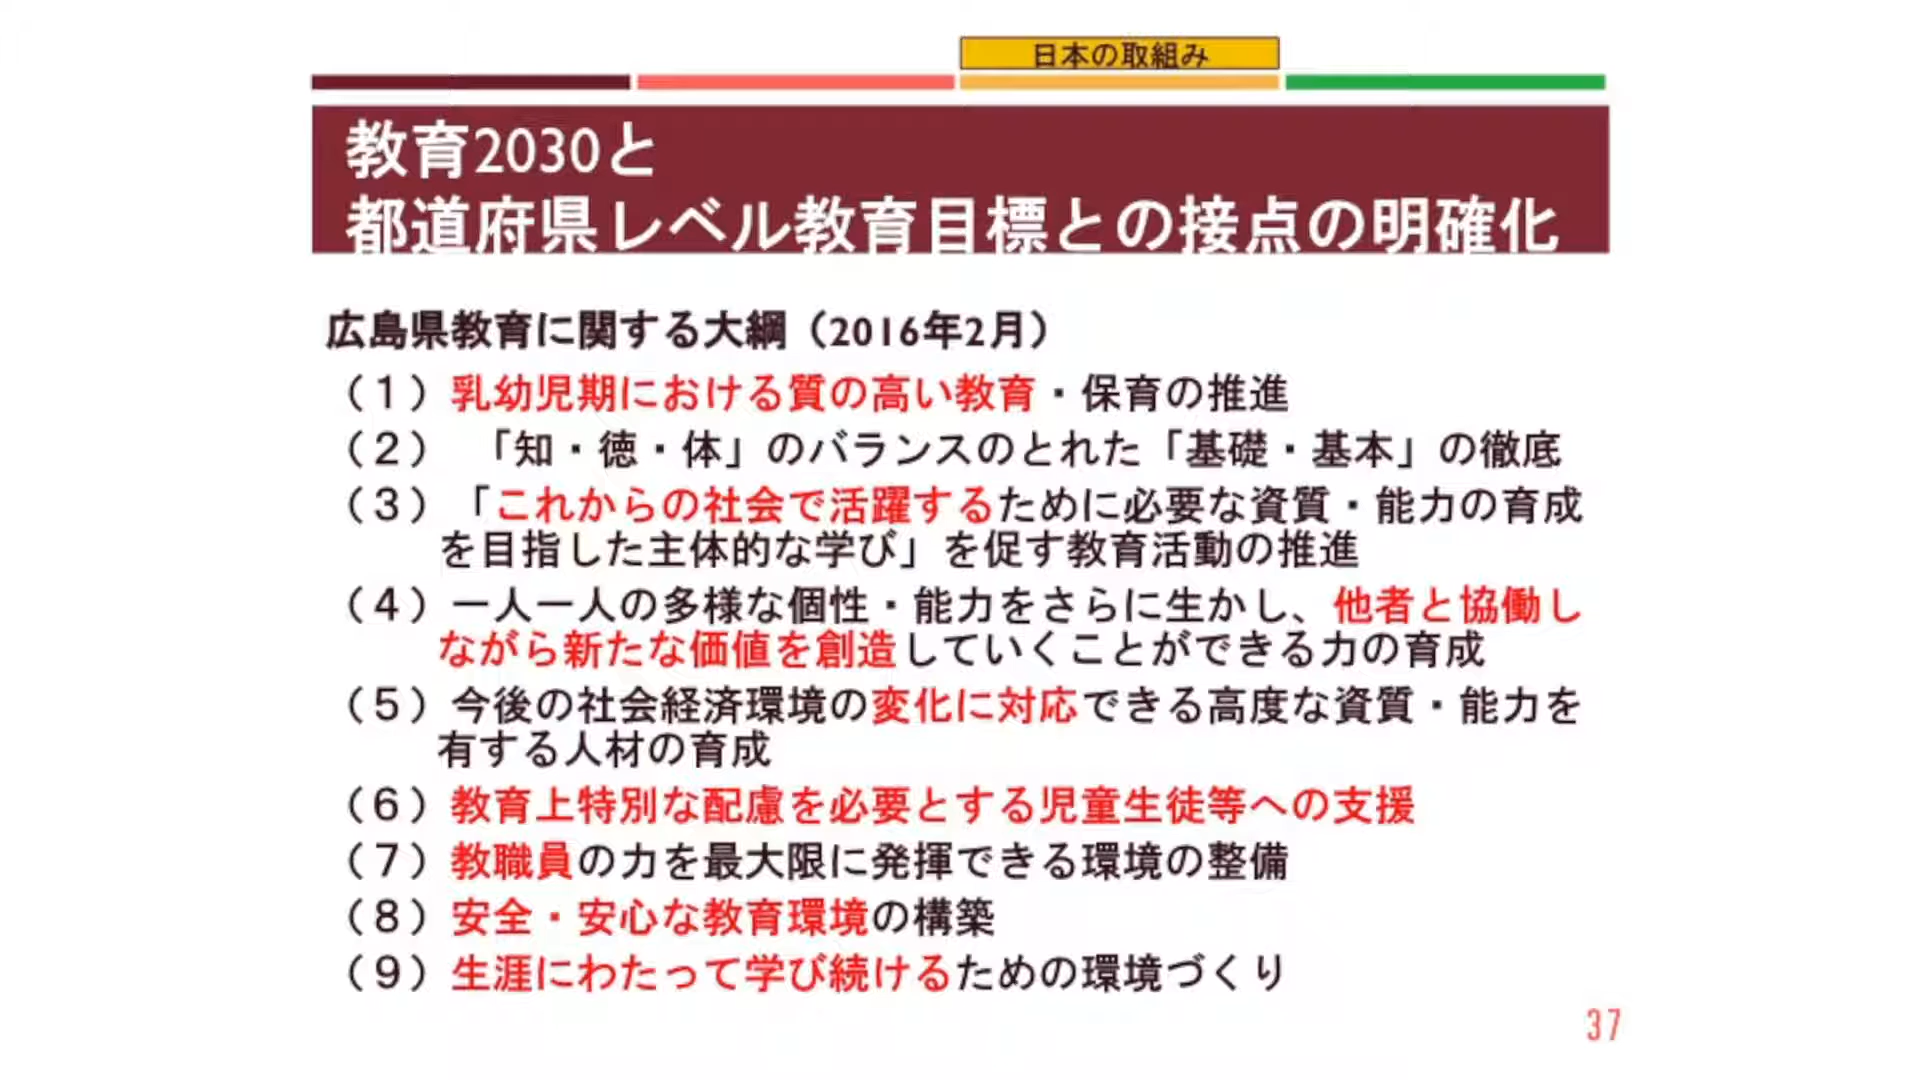 日本の取組み
教育2030と
都道府県レベル教育目標との接点の明確化
広島県教育に関する大綱（2016年2月）
（1）乳幼児期における質の高い教育・保育の推進
（2）　「知・徳・体」のバランスのとれた「基礎・基本」の徹底
（3）「これからの社会で活躍するために必要な資質・能力の育成
を目指した主体的な学び」を促す教育活動の推進
（4）一人一人の多様な個性・能力をさらに生かし、他者と協働し
ながら新たな価値を創造していくことができる力の育成
（5）今後の社会経済環境の変化に対応できる高度な資質・能力を
有する人材の育成
（6）教育上特別な配慮を必要とする児童生徒等への支援
（7）教職員の力を最大限に発揮できる環境の整備
（8）安全・安心な教育環境の構築
（9）生涯にわたって学び続けるための環境づくり
37